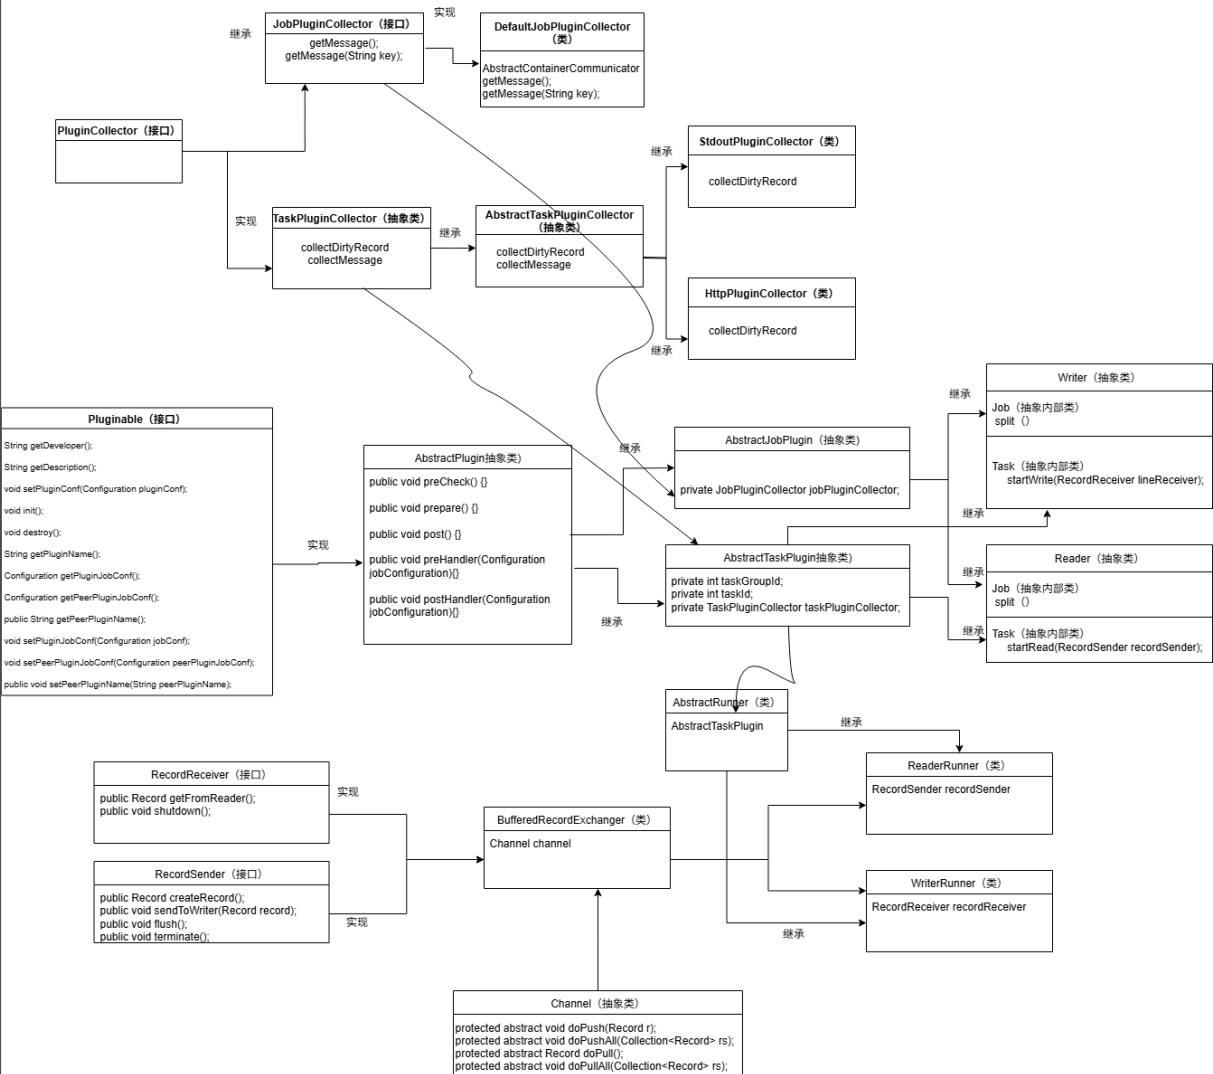 实现
继承
JobPluginCollector（接口）
getMessage();
getMessage(String key);
DefaultJobPluginCollector
（类）
AbstractContainerCommunicator
getMessage();
getMessage(String key);
PluginCollector（接口）
继承
StdoutPluginCollector（类）
collectDirtyRecord
实现
TaskPluginCollector（抽象类）
collectDirtyRecord
collectMessage
继承
AbstractTaskPluginCollector
（抽象类）
collectDirtyRecord
collectMessage
HttpPluginCollector（类）
collectDirtyRecord
继承
Writer（抽象类）
Job（抽象内部类）
split（）
Task（抽象内部类）
startWrite(RecordReceiver lineReceiver);
继承
Pluginable（接口）
String getDeveloper();
String getDescription();
void setPluginConf(Configuration pluginConf);
void init();
void destroy();
String getPluginName();
Configuration getPluginJobConf();
Configuration getPeerPluginJobConf();
public String getPeerPluginName();
void setPluginJobConf(Configuration jobConf);
void setPeerPluginJobConf(Configuration peerPluginJobConf);
public void setPeerPluginName(String peerPluginName);
实现
AbstractPlugin抽象类)
public void preCheck() {}
public void prepare() {}
public void post() {}
public void preHandler(Configuration
jobConfiguration){}
public void postHandler(Configuration
jobConfiguration){}
继承
AbstractJobPlugin（抽象类）
private JobPluginCollector jobPluginCollector;
继承
继承
AbstractTaskPlugin抽象类)
private int taskGroupId;
private int taskId;
private TaskPluginCollector taskPluginCollector;
继承
继承
Reader（抽象类）
Job（抽象内部类）
split（）
Task（抽象内部类）
startRead(RecordSender recordSender);
AbstractRunner（类）
AbstractTaskPlugin
继承
ReaderRunner（类）
RecordSender recordSender
RecordReceiver（接口）
public Record getFromReader();
public void shutdown();
实现
BufferedRecordExchanger（类）
Channel channel
RecordSender（接口）
public Record createRecord();
public void sendToWriter(Record record);
public void flush();
public void terminate();
实现
WriterRunner（类）
RecordReceiver recordReceiver
继承
Channel（抽象类）
protected abstract void doPush(Record r);
protected abstract void doPushAll(Collection<Record> rs);
protected abstract Record doPull();
protected abstract void doPullAll(Collection<Record> rs);